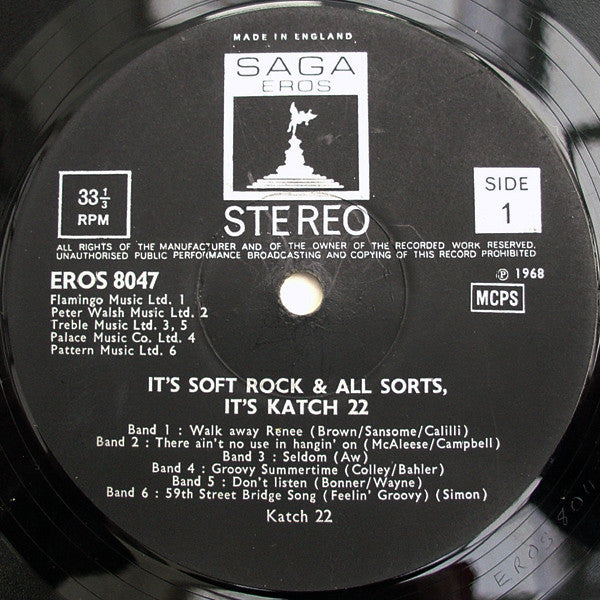 MADE IN ENGLAND
SAGA
EROS
33 1/3
RPM
SIDE
1
STEREO
ALL RIGHTS OF THE MANUFACTURER AND OF THE OWNER OF THE RECORDED WORK RESERVED.
UNAUTHORISED PUBLIC PERFORMANCE BROADCASTING AND COPYING OF THIS RECORD PROHIBITED
EROS 8047
℗ 1968
MCPS
Flamingo Music Ltd. 1
Peter Walsh Music Ltd. 2
Treble Music Ltd. 3, 5
Palace Music Co. Ltd. 4
Pattern Music Ltd. 6
IT'S SOFT ROCK & ALL SORTS,
IT'S KATCH 22
Band 1 : Walk away Renee (Brown/Sansome/Calilli)
Band 2 : There ain't no use in hangin' on (McAleese/Campbell)
Band 3 : Seldom (Aw)
Band 4 : Groovy Summertime (Colley/Bahler)
Band 5 : Don't listen (Bonner/Wayne)
Band 6 : 59th Street Bridge Song (Feelin' Groovy) (Simon)
Katch 22